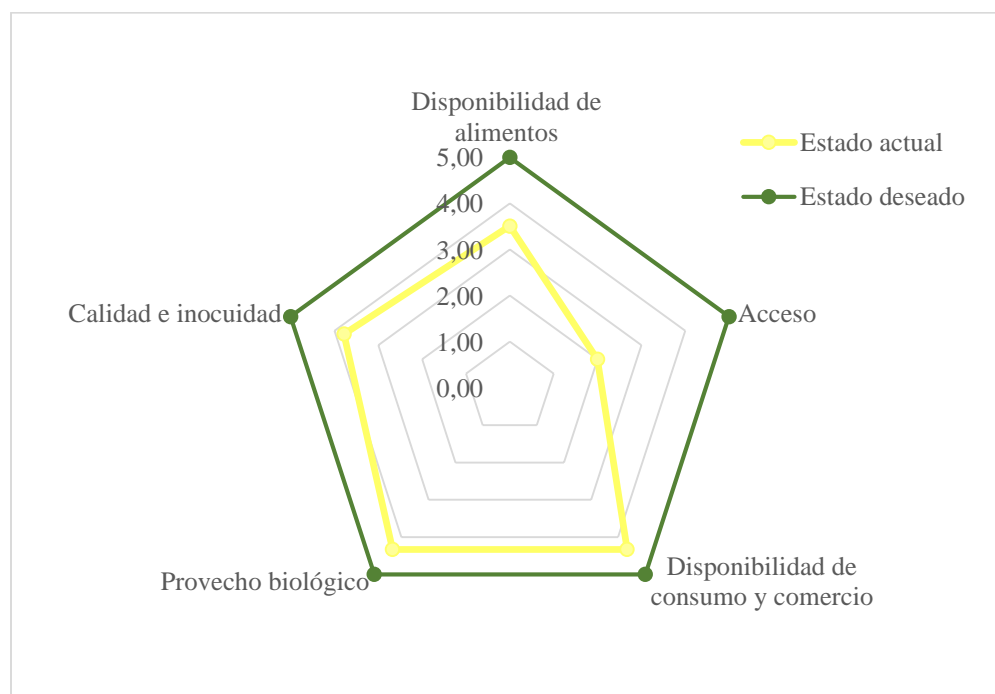 Disponibilidad de
alimentos
5,00
4,00
3,00
2,00
1,00
0,00
Estado actual
Estado deseado
Calidad e inocuidad
Acceso
Provecho biológico
Disponibilidad de
consumo y comercio